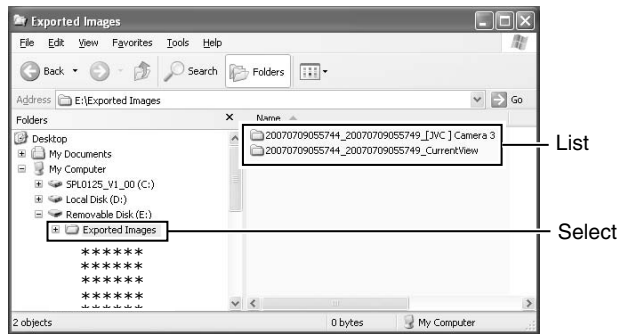 Exported Images
File Edit View Favorites Tools Help
Back Search Folders
Address E:\Exported Images Go
Folders X Name
Desktop
My Documents
My Computer
SPL0125_V1_00 (C:)
Local Disk (D:)
Removable Disk (E:)
Exported Images
******
******
******
******
******
20070709055744_20070709055749_[JVC ] Camera 3
20070709055744_20070709055749_CurrentView
List
Select
2 objects 0 bytes My Computer